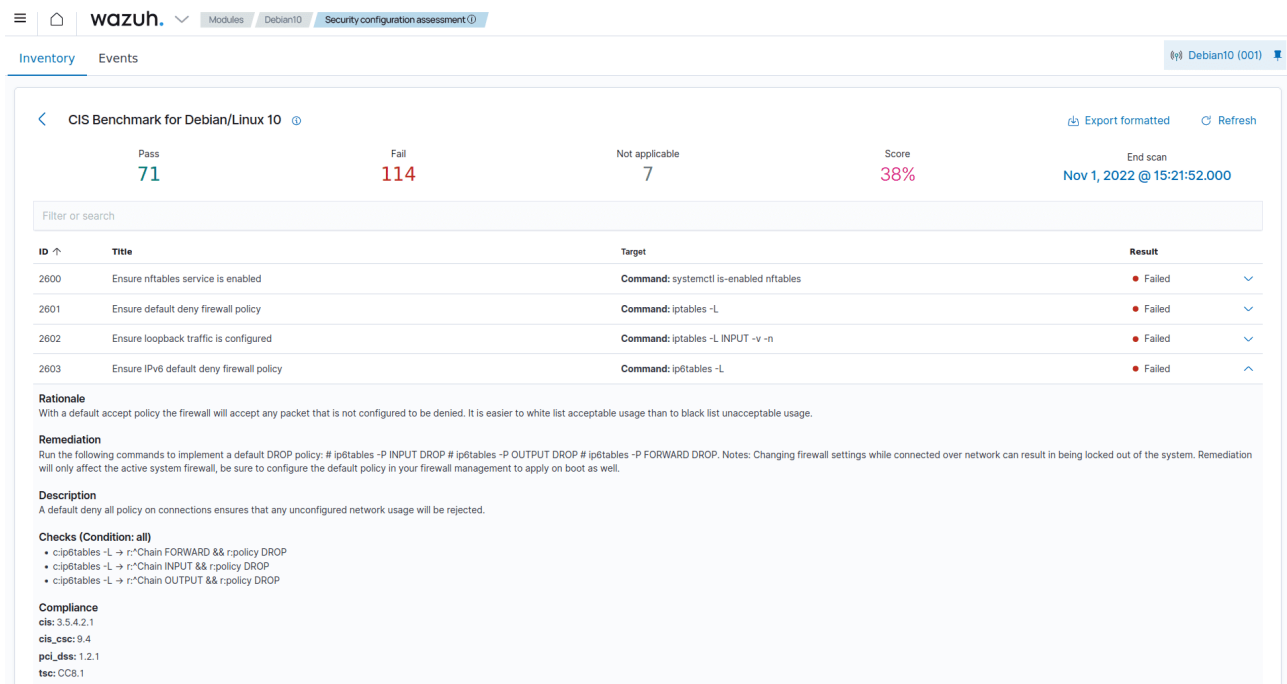 wazuh. Modules Debian10 Security configuration assessment
Inventory Events Debian10 (001)
CIS Benchmark for Debian/Linux 10 Export formatted Refresh
Pass Fail Not applicable Score End scan
71 114 7 38% Nov 1, 2022 @ 15:21:52.000
Filter or search
ID Title Target Result
2600 Ensure nftables service is enabled Command: systemctl is-enabled nftables Failed
2601 Ensure default deny firewall policy Command: iptables -L Failed
2602 Ensure loopback traffic is configured Command: iptables -L INPUT -v -n Failed
2603 Ensure IPv6 default deny firewall policy Command: ip6tables -L Failed
Rationale
With a default accept policy the firewall will accept any packet that is not configured to be denied. It is easier to white list acceptable usage than to black list unacceptable usage.
Remediation
Run the following commands to implement a default DROP policy: # ip6tables -P INPUT DROP # ip6tables -P OUTPUT DROP # ip6tables -P FORWARD DROP. Notes: Changing firewall settings while connected over network can result in being locked out of the system. Remediation
will only affect the active system firewall, be sure to configure the default policy in your firewall management to apply on boot as well.
Description
A default deny all policy on connections ensures that any unconfigured network usage will be rejected.
Checks (Condition: all)
• c:ip6tables -L → r:^Chain FORWARD && r:policy DROP
• c:ip6tables -L → r:^Chain INPUT && r:policy DROP
• c:ip6tables -L → r:^Chain OUTPUT && r:policy DROP
Compliance
cis: 3.5.4.2.1
cis_csc: 9.4
pci_dss: 1.2.1
tsc: CC8.1